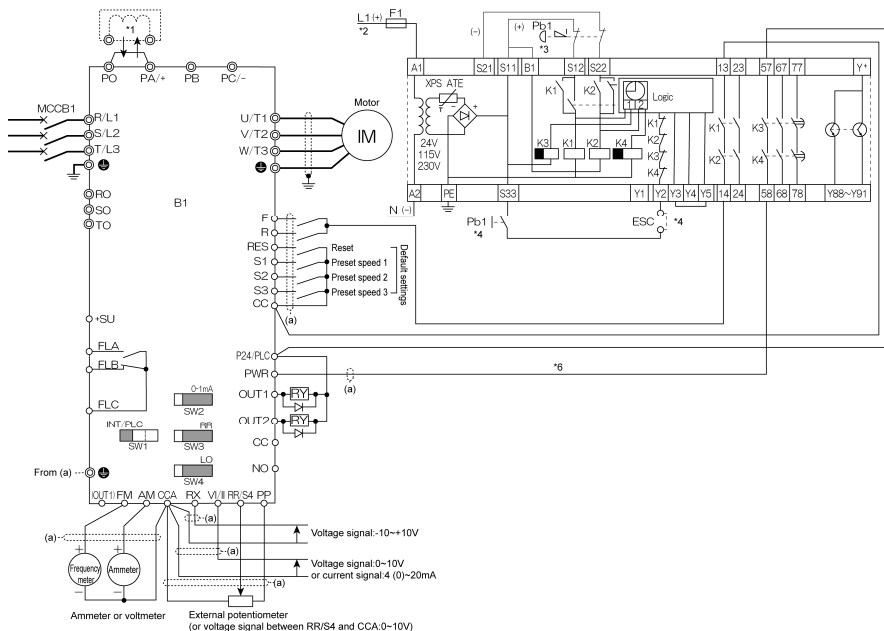 L1 (+) F1
*2
*1
PO PA/+ PB PC/-
(-) (+) Pb1
*3
A1 S21 S11 B1 S12 S22 13 23 57 67 77 Y+
XPS ATE
K1 K2 Logic
1 2
24V
115V
230V
K3 K1 K2 K4
K1
K2
K3
K4
K1
K2
K3
K4
A2 PE S33 Y1 Y2 Y3 Y4 Y5 14 24 58 68 78 Y88~Y91
N (-)
Pb1
*4
ESC *4
MCCB1
R/L1
S/L2
T/L3
U/T1
V/T2
W/T3
Motor
IM
RO
SO
TO
B1
F
R
RES Reset
S1 Preset speed 1
S2 Preset speed 2
S3 Preset speed 3
CC
Default settings
(a)
+SU
FLA
FLB
FLC
P24/PLC
PWR
(a)
*6
OUT1 RY
OUT2 RY
CC
NO
0-1mA
SW2
INT/PLC
SW1
RR
SW3
LO
SW4
From (a)
(OUT1) FM AM CCA RX VI/II RR/S4 PP
(a)
(a)
Voltage signal:-10~+10V
(a)
Voltage signal:0~10V
or current signal:4 (0)~20mA
(a)
+
Frequency
meter
-
+
Ammeter
-
Ammeter or voltmeter
External potentiometer
(or voltage signal between RR/S4 and CCA:0~10V)